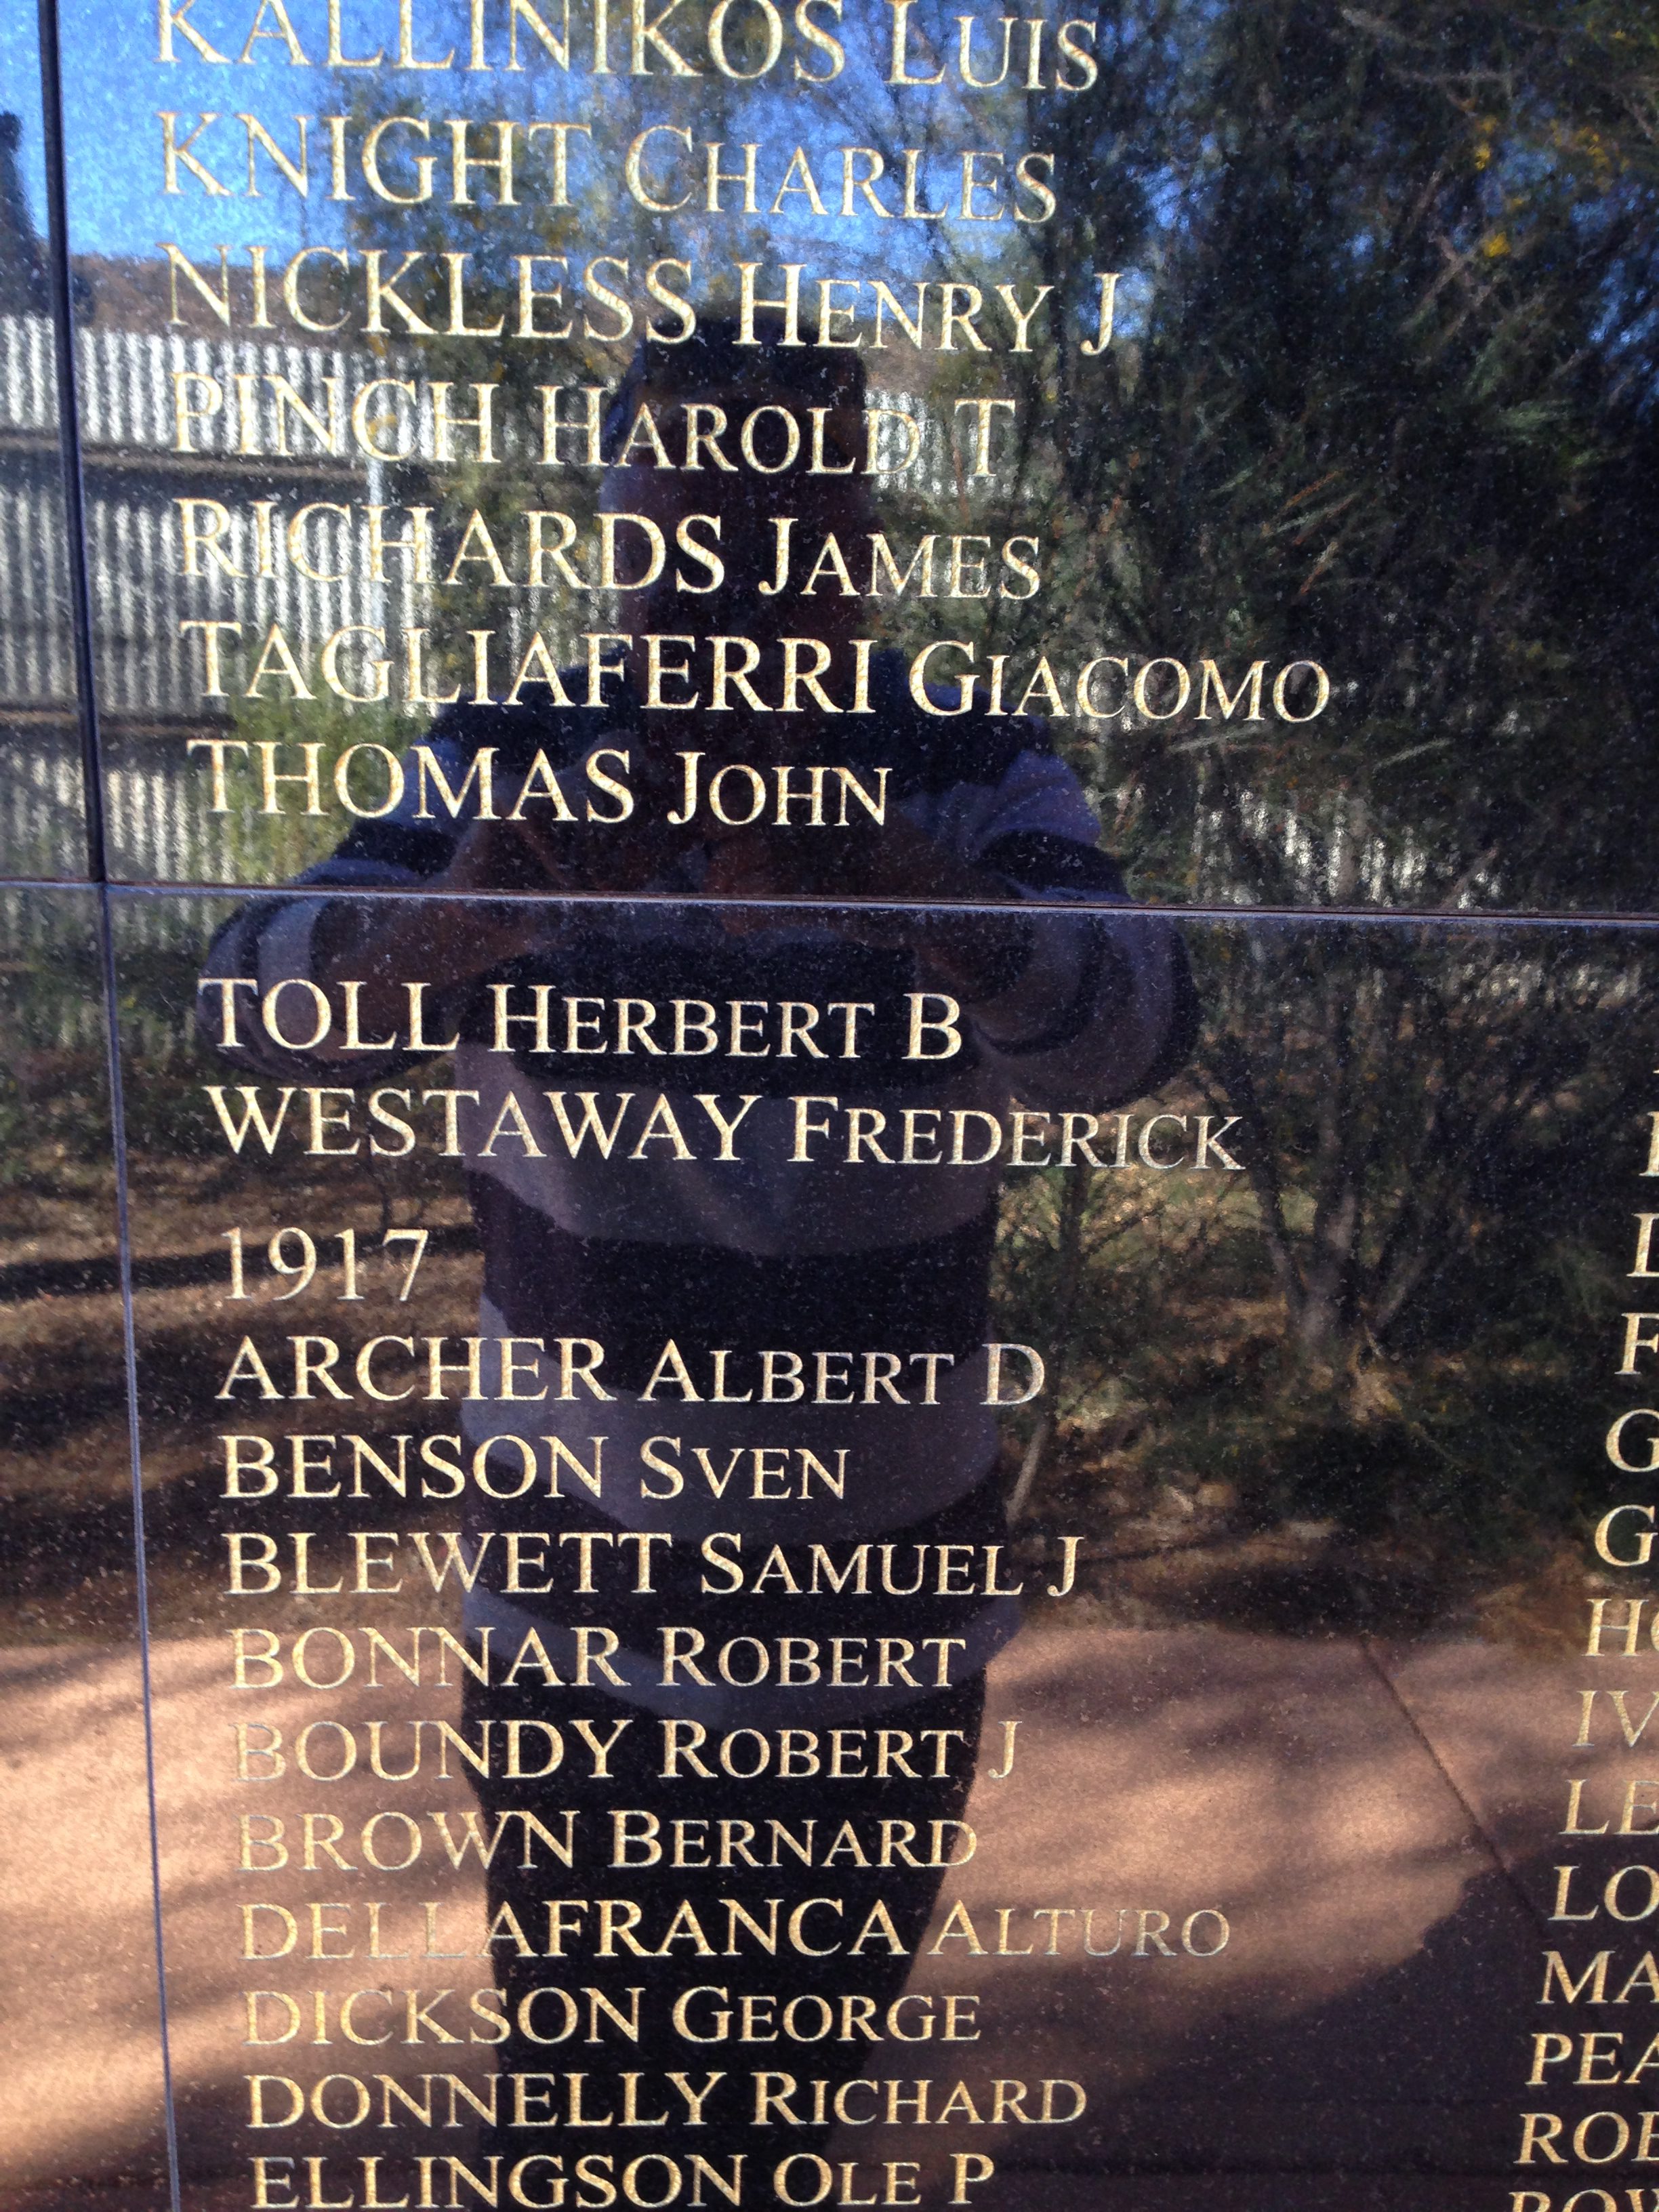 KALLINIKOS LUIS
KNIGHT CHARLES
NICKLESS HENRY J
PINCH HAROLD T
RICHARDS JAMES
TAGLIAFERRI GIACOMO
THOMAS JOHN
TOLL HERBERT B
WESTAWAY FREDERICK
1917
ARCHER ALBERT D
BENSON SVEN
BLEWETT SAMUEL J
BONNAR ROBERT
BOUNDY ROBERT J
BROWN BERNARD
DELLAFRANCA ALTURO
DICKSON GEORGE
DONNELLY RICHARD
ELLINGSON OLE P